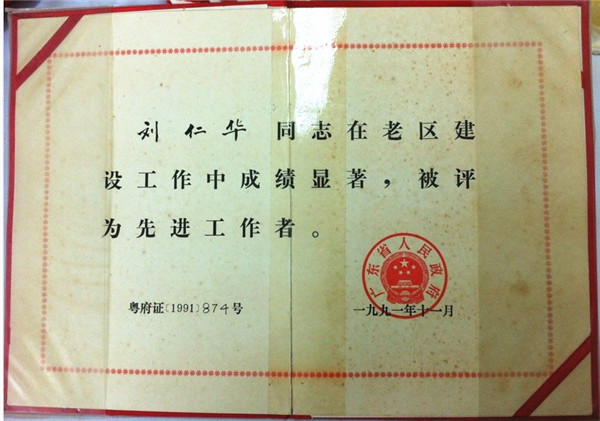 刘仁华同志在老区建
设工作中成绩显著，被评
为先进工作者。
广东省人民政府
粤府证〔1991〕874号
一九九一年十一月